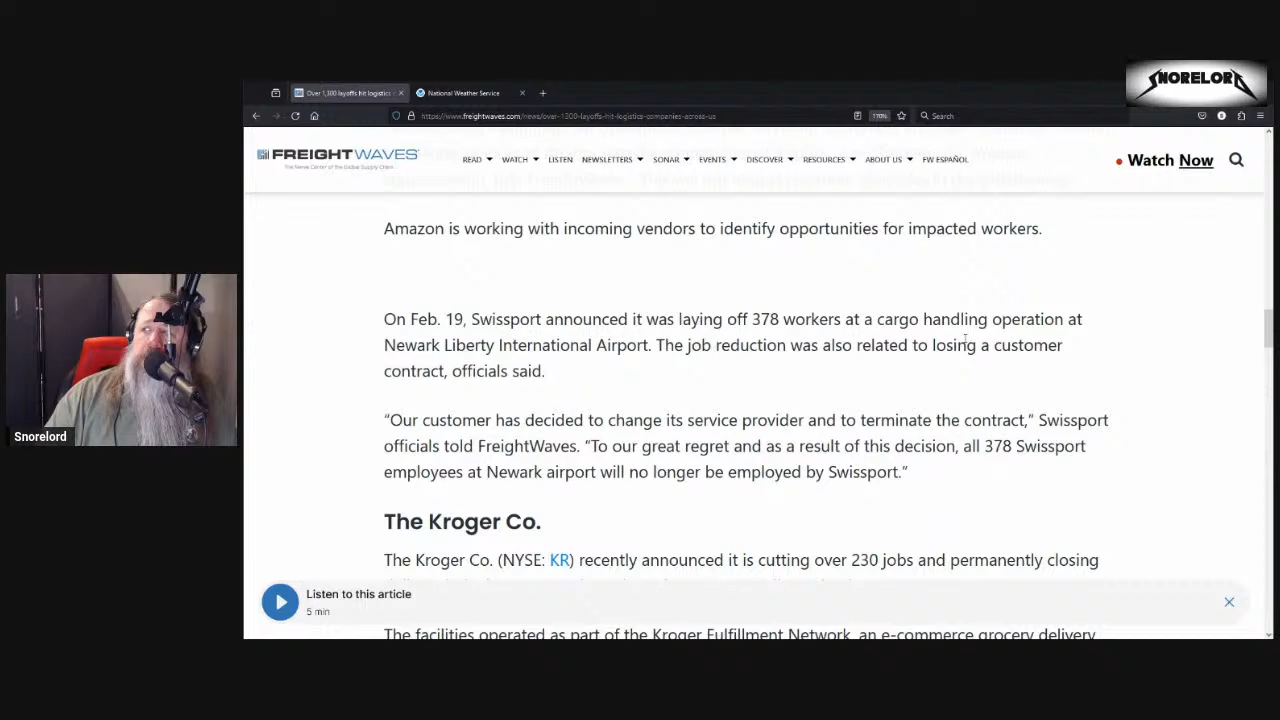 SNORELORD
Over 1,300 layoffs hit logistics
National Weather Service
https://www.freightwaves.com/news/over-1300-layoffs-hit-logistics-companies-across-us
170%
Search
FREIGHTWAVES
The Nerve Center of the Global Supply Chain
READ WATCH LISTEN NEWSLETTERS SONAR EVENTS DISCOVER RESOURCES ABOUT US FW ESPAÑOL
Watch Now
Amazon is working with incoming vendors to identify opportunities for impacted workers.
On Feb. 19, Swissport announced it was laying off 378 workers at a cargo handling operation at
Newark Liberty International Airport. The job reduction was also related to losing a customer
contract, officials said.
“Our customer has decided to change its service provider and to terminate the contract,” Swissport
officials told FreightWaves. “To our great regret and as a result of this decision, all 378 Swissport
employees at Newark airport will no longer be employed by Swissport.”
The Kroger Co.
The Kroger Co. (NYSE: KR) recently announced it is cutting over 230 jobs and permanently closing
Listen to this article
5 min
The facilities operated as part of the Kroger Fulfillment Network, an e-commerce grocery delivery
Snorelord